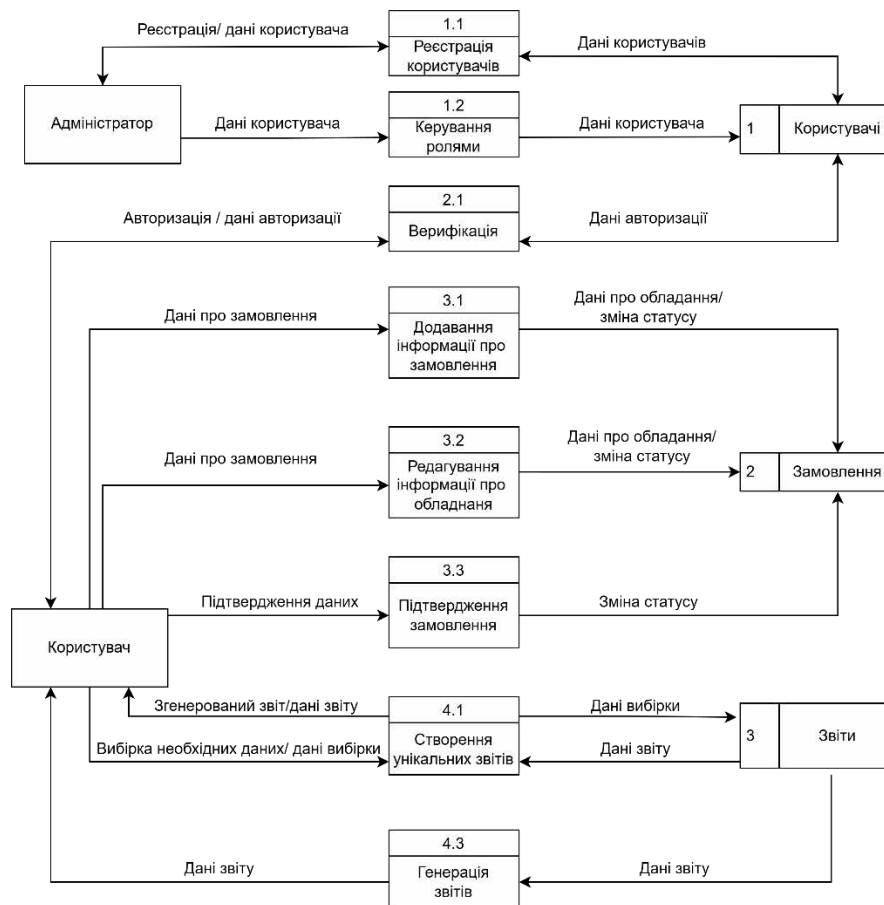 1.1
Реєстрація/ дані користувача
Реєстрація
користувачів
Дані користувачів
Адміністратор
1.2
Дані користувача
Керування
ролями
Дані користувача
1
Користувачі
2.1
Авторизація / дані авторизації
Верифікація
Дані авторизації
3.1
Дані про замовлення
Додавання
інформації про
замовлення
Дані про обладання/
зміна статусу
3.2
Дані про замовлення
Редагування
інформації про
обладнаня
Дані про обладання/
зміна статусу
2
Замовлення
3.3
Підтвердження даних
Підтвердження
замовлення
Зміна статусу
Користувач
Згенерований звіт/дані звіту
4.1
Дані вибірки
Вибірка необхідних даних/ дані вибірки
Створення
унікальних звітів
Дані звіту
3
Звіти
4.3
Дані звіту
Генерація
звітів
Дані звіту